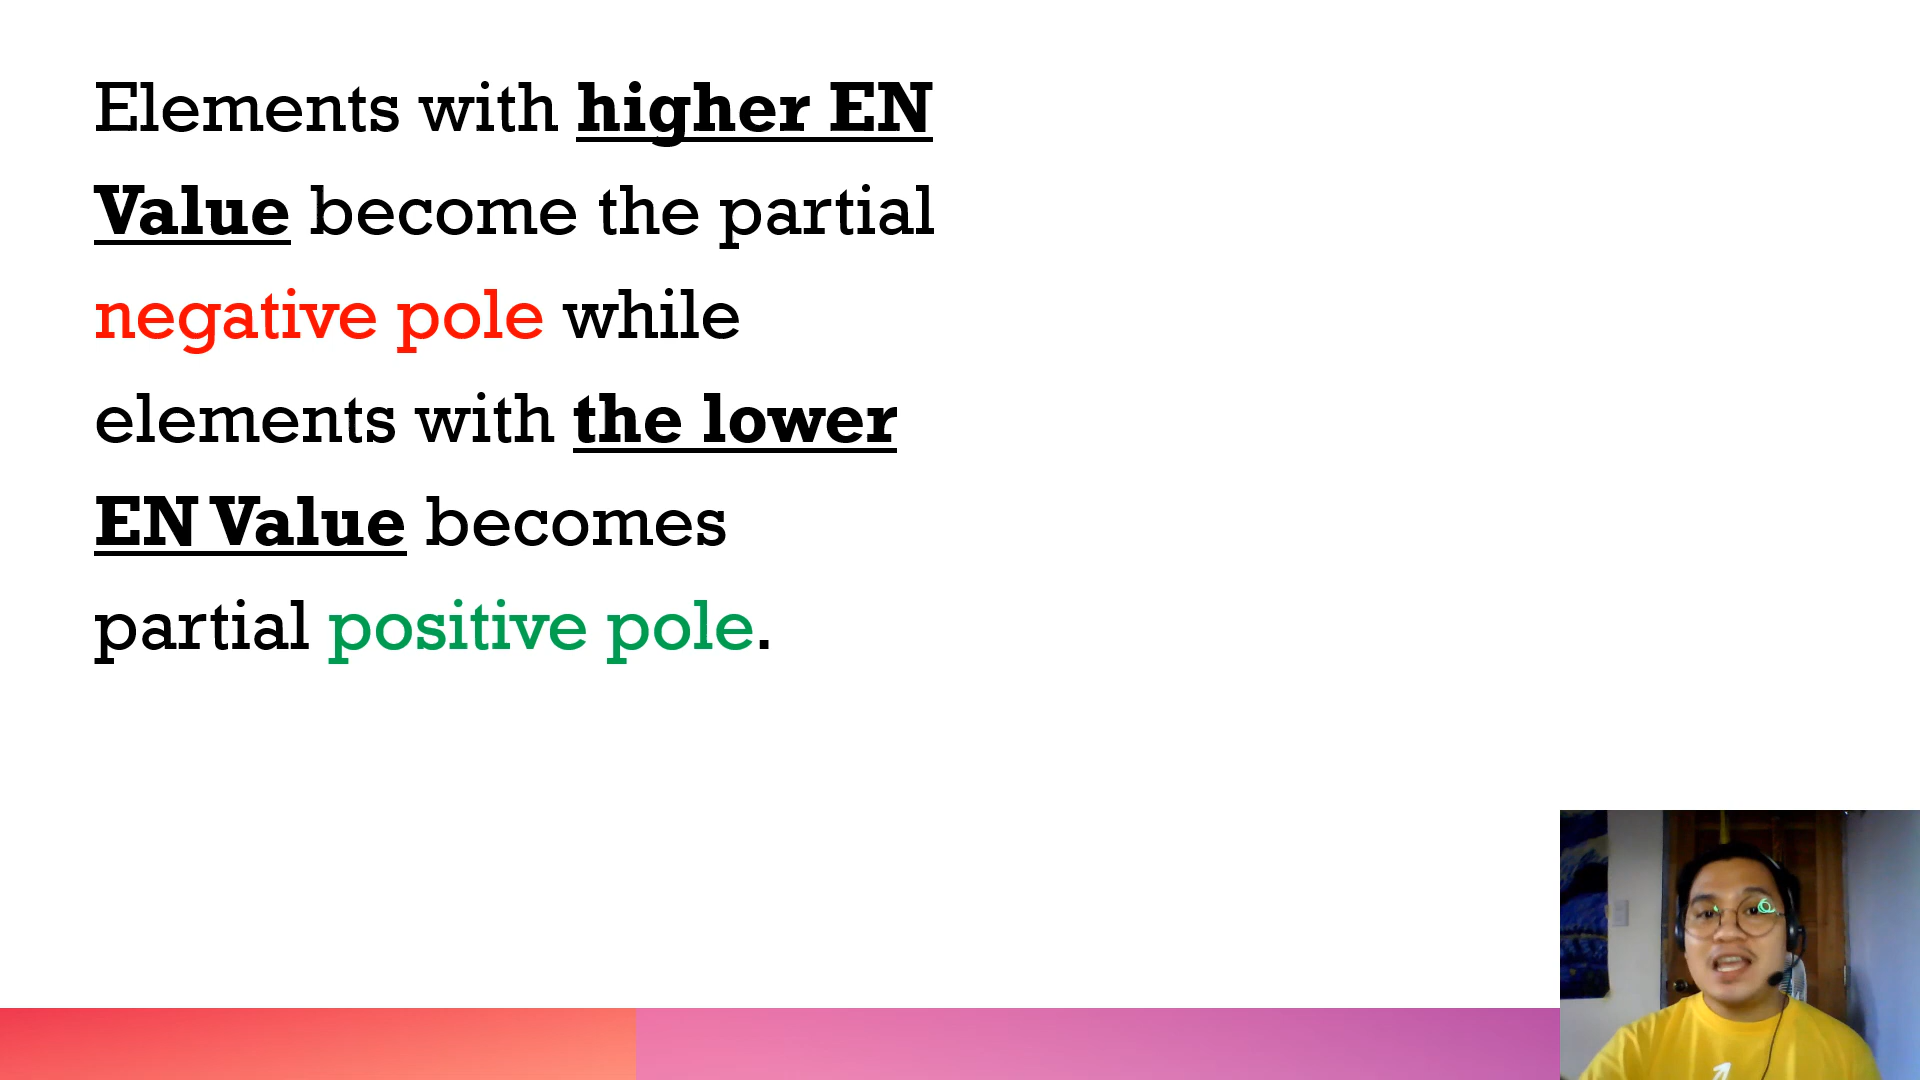 Elements with higher EN
Value become the partial
negative pole while
elements with the lower
EN Value becomes
partial positive pole.